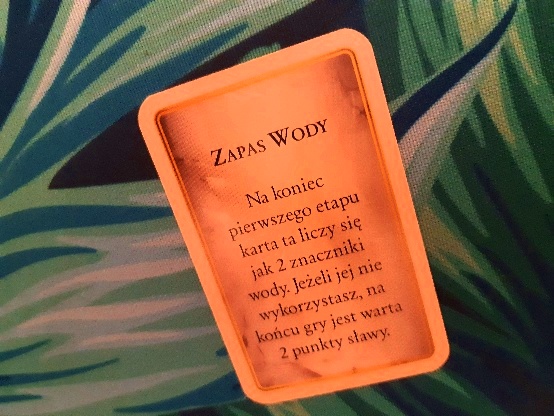 Zapas Wody
Na koniec
pierwszego etapu
karta ta liczy się
jak 2 znaczniki
wody. Jeżeli jej nie
wykorzystasz, na
końcu gry jest warta
2 punkty sławy.